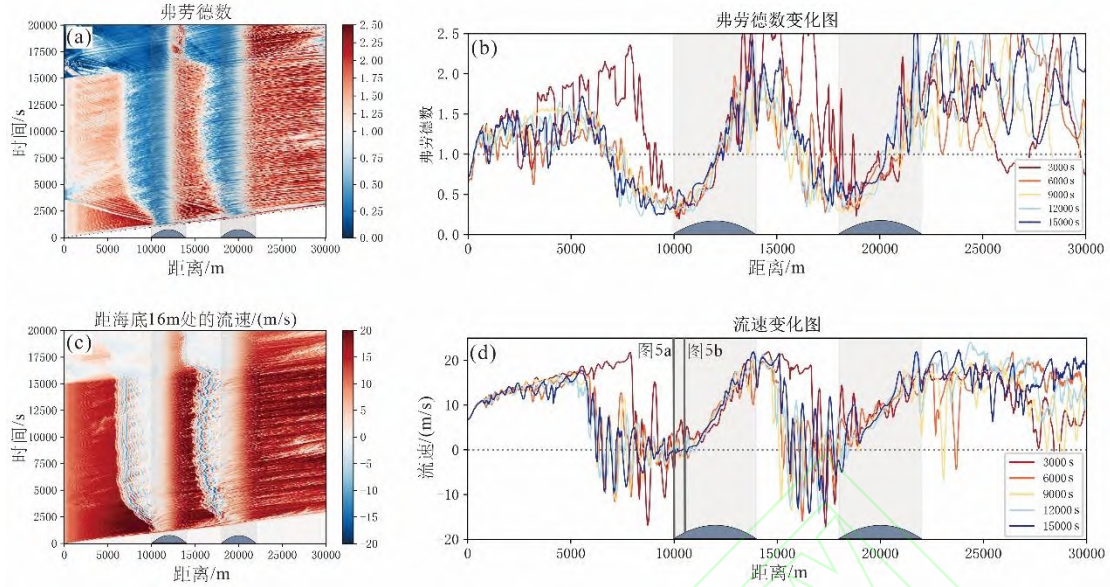 弗劳德数
(a)
时间/s
20000
17500
15000
12500
10000
7500
5000
2500
0
0 5000 10000 15000 20000 25000 30000
距离/m
2.50
2.25
2.00
1.75
1.50
1.25
1.00
0.75
0.50
0.25
0.00
弗劳德数变化图
(b)
弗劳德数
2.5
2.0
1.5
1.0
0.5
0.0
3000 s
6000 s
9000 s
12000 s
15000 s
0 5000 10000 15000 20000 25000 30000
距离/m
距海底16m处的流速/(m/s)
(c)
时间/s
20000
17500
15000
12500
10000
7500
5000
2500
0
0 5000 10000 15000 20000 25000 30000
距离/m
20
15
10
5
0
-5
-10
-15
-20
流速变化图
(d)
图5a 图5b
流速/(m/s)
20
10
0
-10
20
3000 s
6000 s
9000 s
12000 s
15000 s
0 5000 10000 15000 20000 25000 30000
距离/m